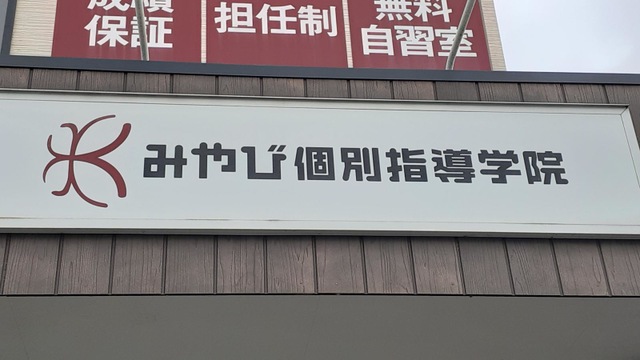 成績
保証
担任制
無料
自習室
みやび個別指導学院